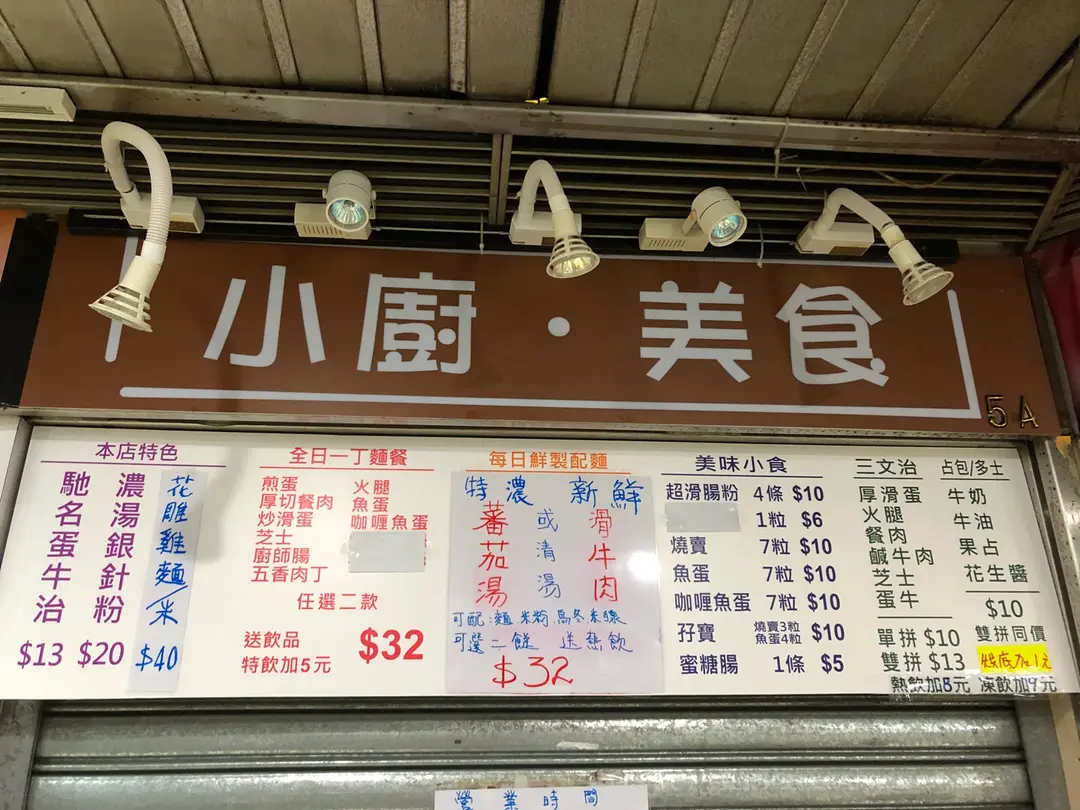 小廚·美食
5A
本店特色
馳名蛋牛治
$13
濃湯銀針粉
$20
花雕雞麵/米
$40
全日一丁麵餐
煎蛋
厚切餐肉
炒滑蛋
芝士
廚師腸
五香肉丁
火腿
魚蛋
咖喱魚蛋
任選二款
送飲品
特飲加5元
$32
每日鮮製配麵
特濃 新鮮
蕃茄湯
或清湯
滑牛肉
可配:麵 米粉,烏冬 米線
可選二餸 送熱飲
$32
美味小食
超滑腸粉 4條 $10
1粒 $6
燒賣 7粒 $10
魚蛋 7粒 $10
咖喱魚蛋 7粒 $10
孖寶 燒賣3粒 魚蛋4粒 $10
蜜糖腸 1條 $5
三文治
厚滑蛋
火腿
餐肉
鹹牛肉
芝士
蛋牛
單拼 $10
雙拼 $13
占包/多士
牛奶
牛油
果占
花生醬
$10
雙拼同價
烘底加1元
熱飲加8元 凍飲加9元
營業時間